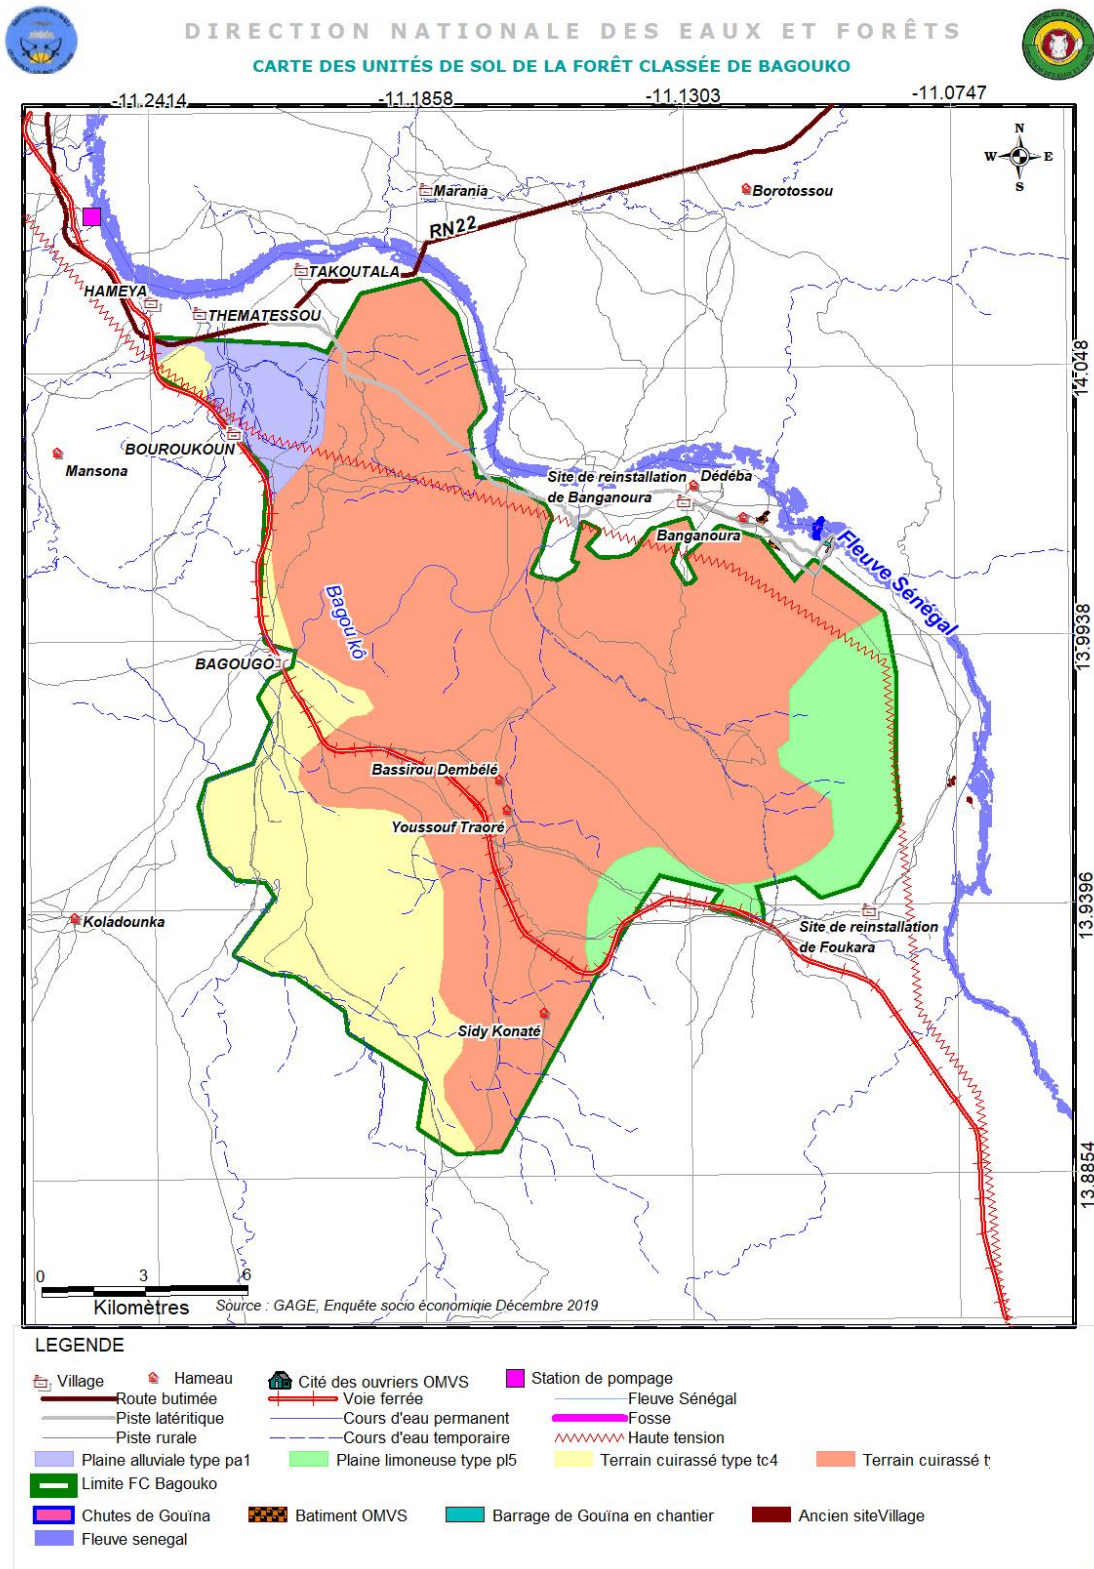 DIRECTION NATIONALE DES EAUX ET FORÊTS
CARTE DES UNITÉS DE SOL DE LA FORÊT CLASSÉE DE BAGOUKO
-11.2414 -11.1858 -11.1303 -11.0747
N
W E
S
Marania
Borotossou
RN22
TAKOUTALA
HAMEYA
THEMATESSOU
14.048
BOUROUKOUN
Mansona
Site de reinstallation
de Banganoura
Dédéba
Banganoura
Fleuve Sénégal
Bagoukô
13.9938
BAGOUGO
Bassirou Dembélé
Youssouf Traoré
13.9396
Koladounka
Site de reinstallation
de Foukara
Sidy Konaté
13.8854
0 3 6
Kilomètres
Source : GAGE, Enquête socio économiqie Décembre 2019
LEGENDE
Village Hameau Cité des ouvriers OMVS Station de pompage
Route butimée Voie ferrée Fleuve Sénégal
Piste latéritique Cours d'eau permanent Fosse
Piste rurale Cours d'eau temporaire Haute tension
Plaine alluviale type pa1 Plaine limoneuse type pl5 Terrain cuirassé type tc4 Terrain cuirassé
Limite FC Bagouko
Chutes de Gouïna Batiment OMVS Barrage de Gouïna en chantier Ancien siteVillage
Fleuve senegal